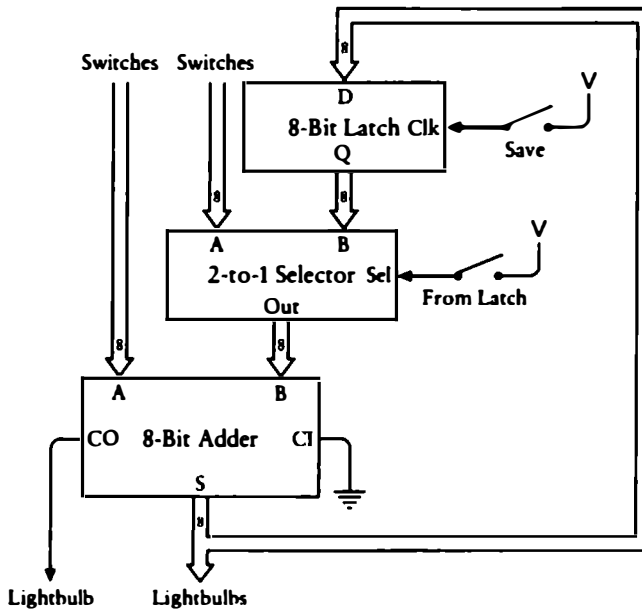 8
Switches Switches
D
8-Bit Latch Clk
V
Q
Save
8
8
A B
V
2-to-1 Selector Sel
Out
From Latch
8
8
A B
CO 8-Bit Adder CI
S
8
Lightbulb Lightbulbs